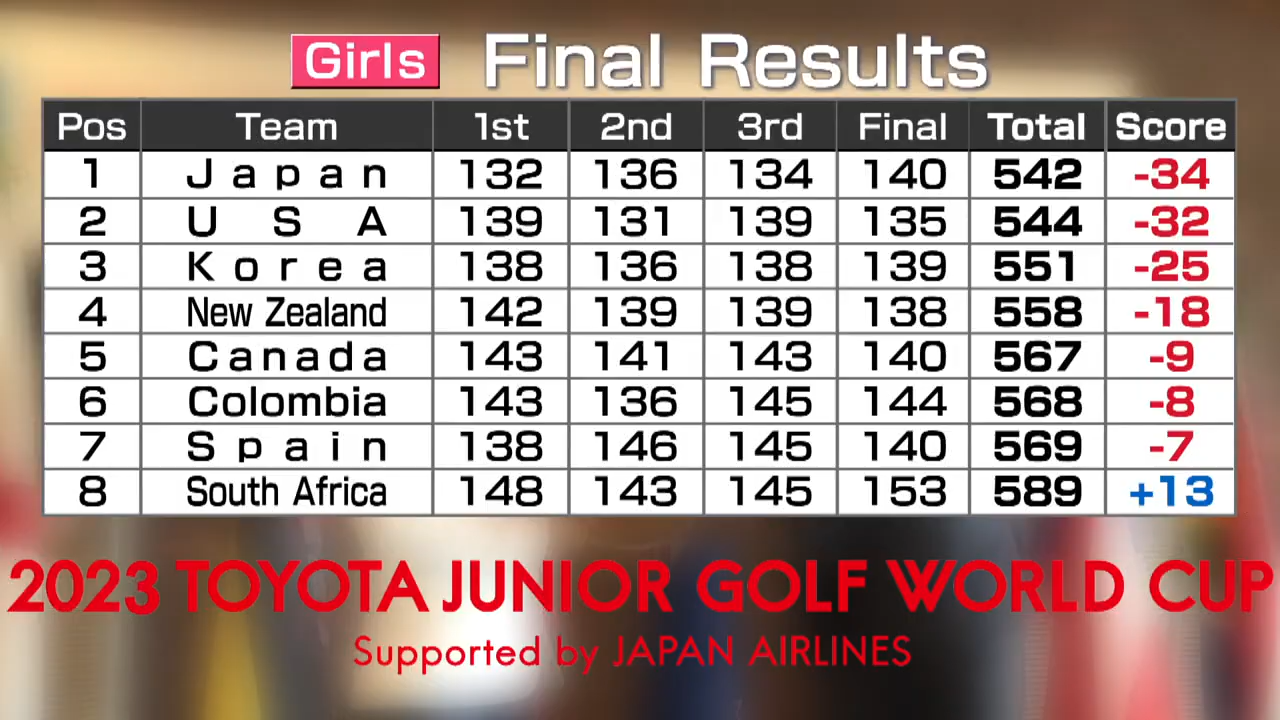 Girls Final Results
Pos Team 1st 2nd 3rd Final Total Score
1 Japan 132 136 134 140 542 -34
2 USA 139 131 139 135 544 -32
3 Korea 138 136 138 139 551 -25
4 New Zealand 142 139 139 138 558 -18
5 Canada 143 141 143 140 567 -9
6 Colombia 143 136 145 144 568 -8
7 Spain 138 146 145 140 569 -7
8 South Africa 148 143 145 153 589 +13
2023 TOYOTA JUNIOR GOLF WORLD CUP
Supported by JAPAN AIRLINES